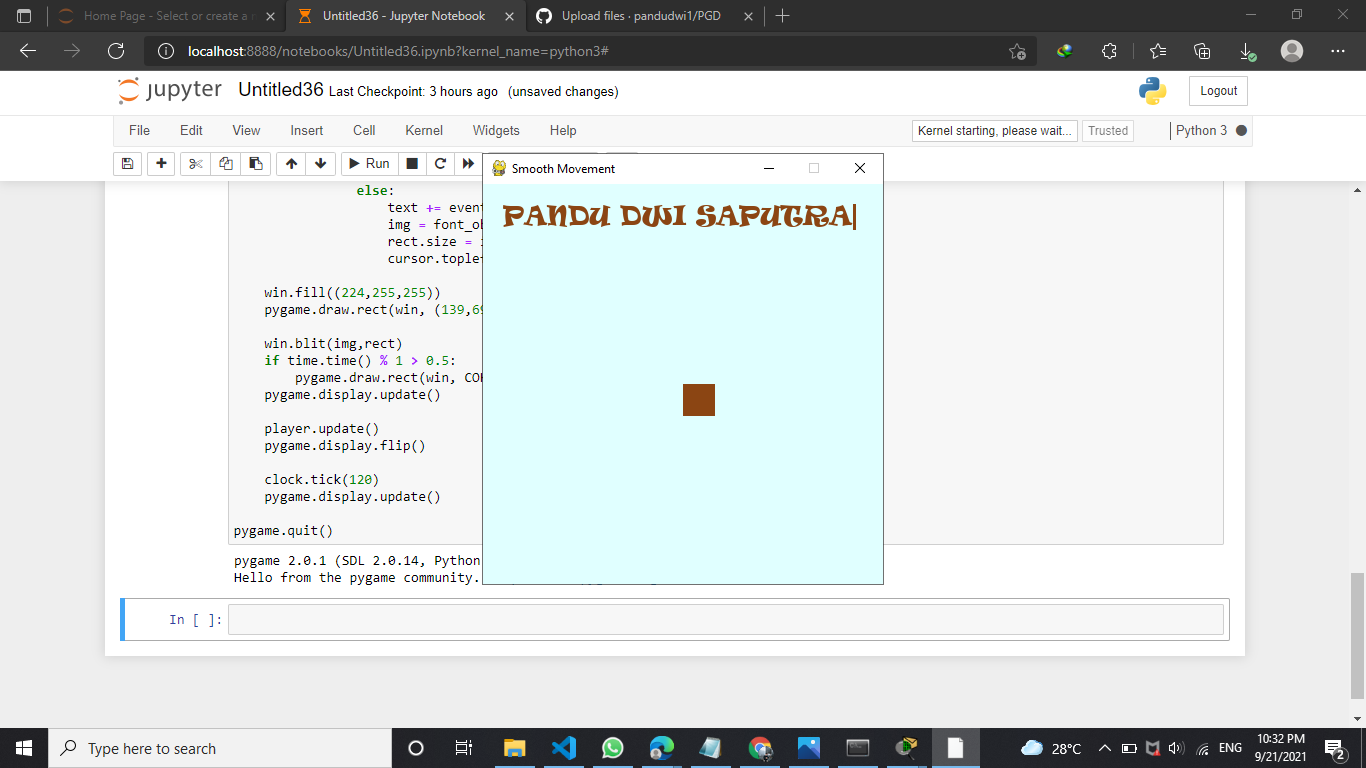 Home Page - Select or create a n
Untitled36 - Jupyter Notebook
Upload files · pandudwi1/PGD
localhost:8888/notebooks/Untitled36.ipynb?kernel_name=python3#
jupyter Untitled36 Last Checkpoint: 3 hours ago (unsaved changes)
Logout
File Edit View Insert Cell Kernel Widgets Help
Kernel starting, please wait... Trusted Python 3
Run
Smooth Movement
PANDU DWI SAPUTRA
else:
text += event
img = font_ob
rect.size = i
cursor.toplef
win.fill((224,255,255))
pygame.draw.rect(win, (139,69
win.blit(img,rect)
if time.time() % 1 > 0.5:
pygame.draw.rect(win, COL
pygame.display.update()
player.update()
pygame.display.flip()
clock.tick(120)
pygame.display.update()
pygame.quit()
pygame 2.0.1 (SDL 2.0.14, Python
Hello from the pygame community.
In [ ]:
Type here to search
28°C
ENG
10:32 PM
9/21/2021
2